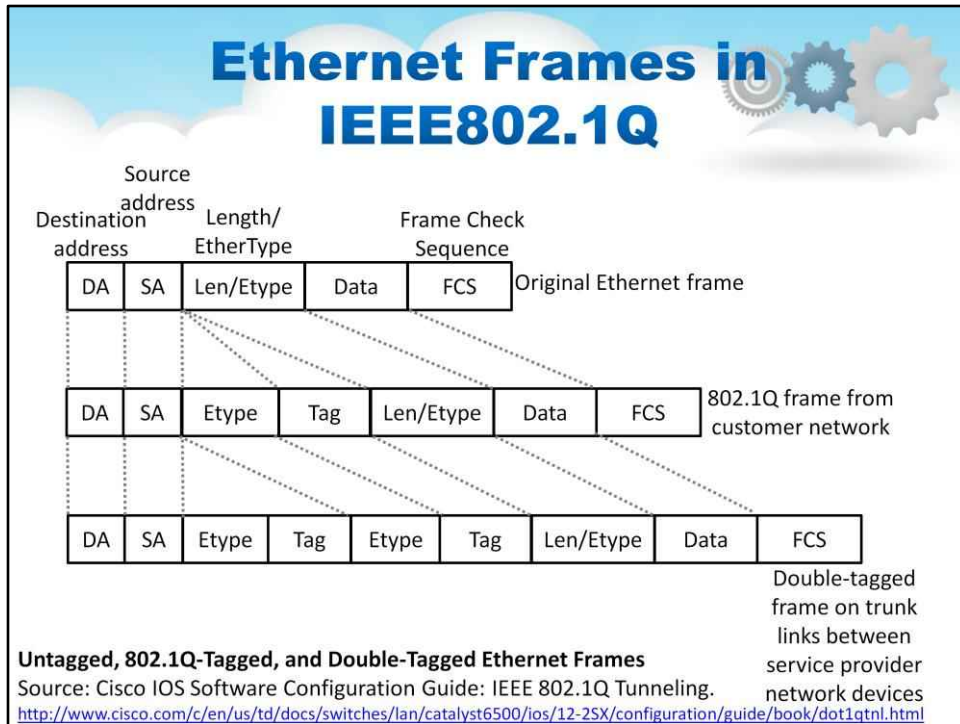 Ethernet Frames in
IEEE802.1Q
Source
address
Destination
address
Length/
EtherType
Frame Check
Sequence
DA SA Len/Etype Data FCS
Original Ethernet frame
DA SA Etype Tag Len/Etype Data FCS
802.1Q frame from
customer network
DA SA Etype Tag Etype Tag Len/Etype Data FCS
Double-tagged
frame on trunk
links between
service provider
network devices
Untagged, 802.1Q-Tagged, and Double-Tagged Ethernet Frames
Source: Cisco IOS Software Configuration Guide: IEEE 802.1Q Tunneling.
http://www.cisco.com/c/en/us/td/docs/switches/lan/catalyst6500/ios/12-2SX/configuration/guide/book/dot1qtnl.html